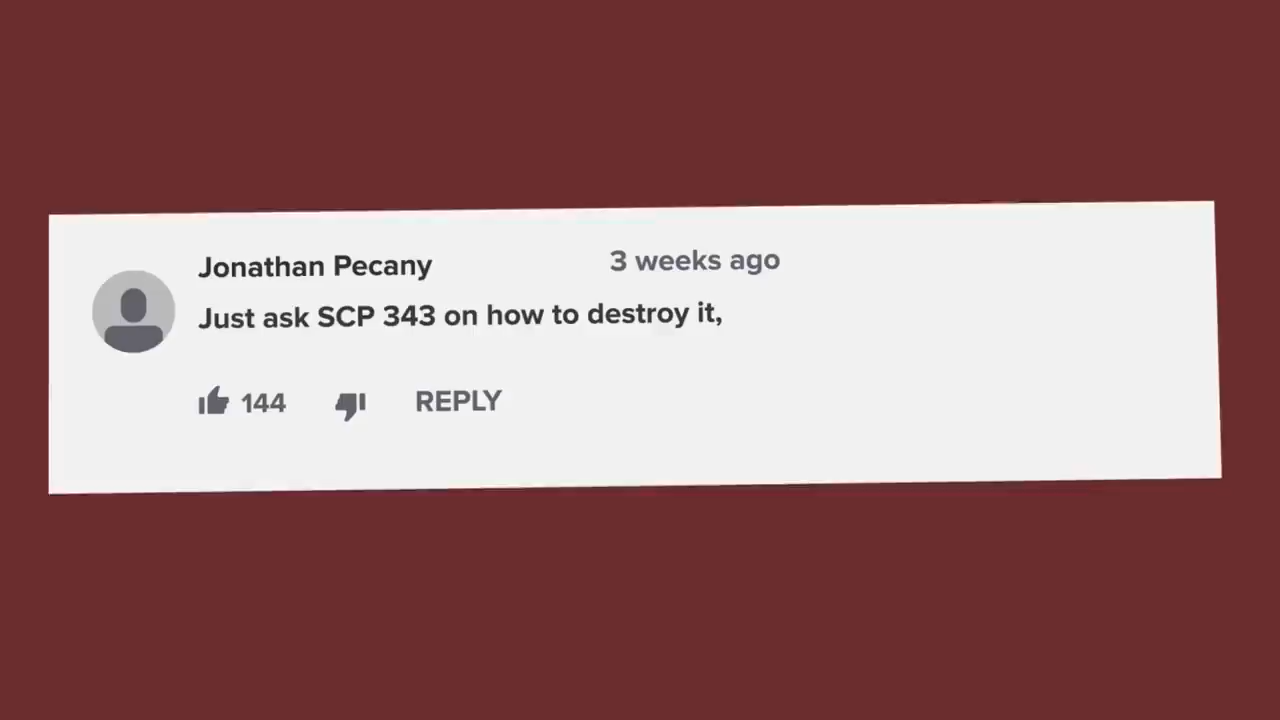 Jonathan Pecany 3 weeks ago
Just ask SCP 343 on how to destroy it,
144 REPLY